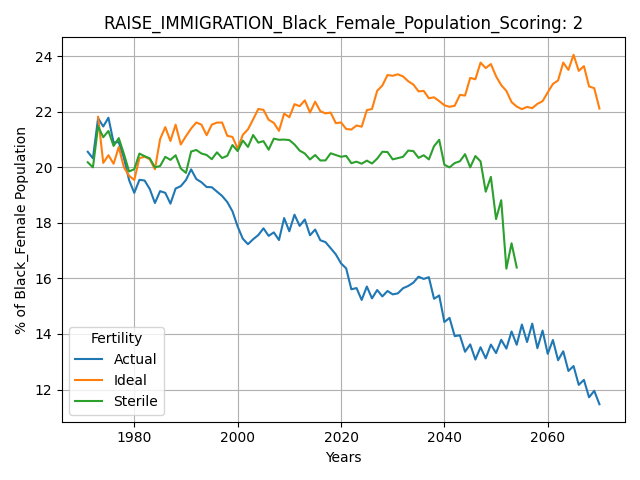 RAISE_IMMIGRATION_Black_Female_Population_Scoring: 2
% of Black_Female Population
24
22
20
18
16
14
12
Fertility
Actual
Ideal
Sterile
1980 2000 2020 2040 2060
Years